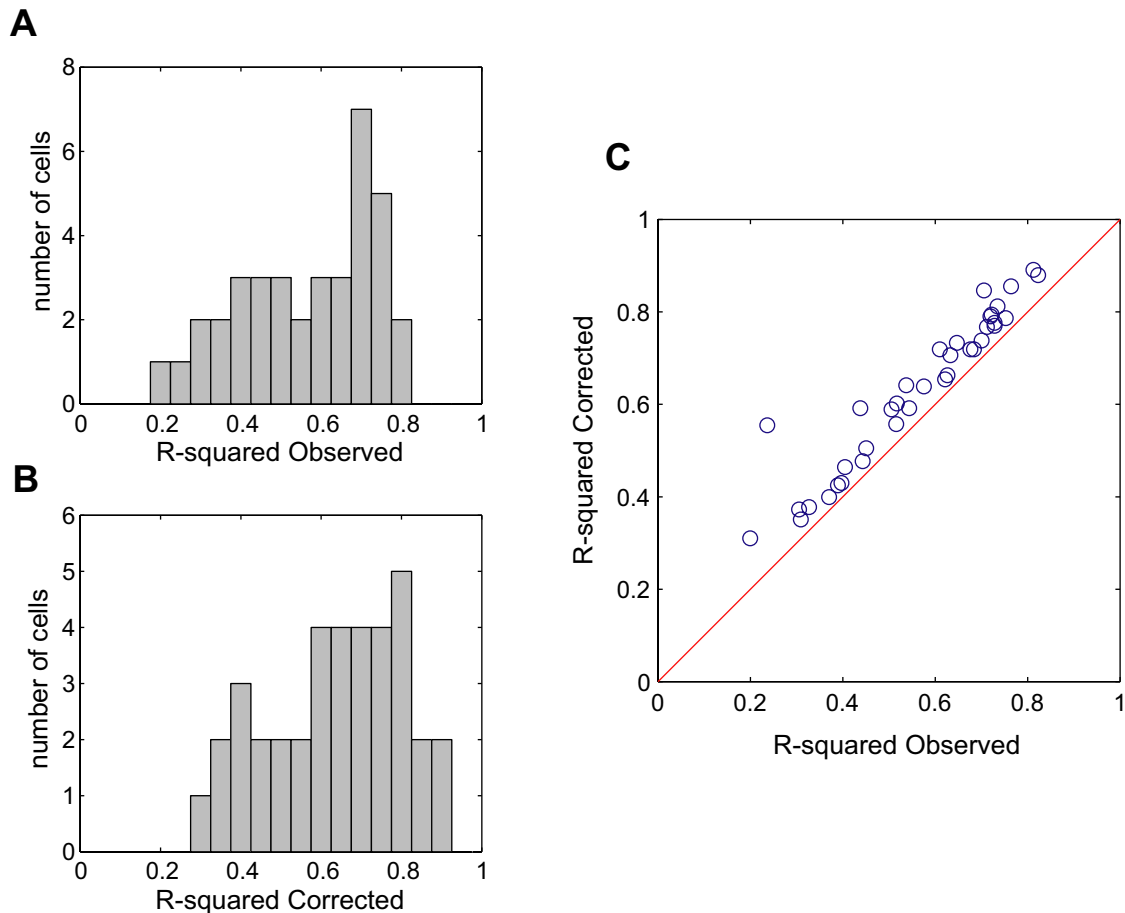 A
8
6
4
2
0
number of cells
0 0.2 0.4 0.6 0.8 1
R-squared Observed
B
6
5
4
3
2
1
0
number of cells
0 0.2 0.4 0.6 0.8 1
R-squared Corrected
C
1
0.8
0.6
0.4
0.2
0
R-squared Corrected
0 0.2 0.4 0.6 0.8 1
R-squared Observed